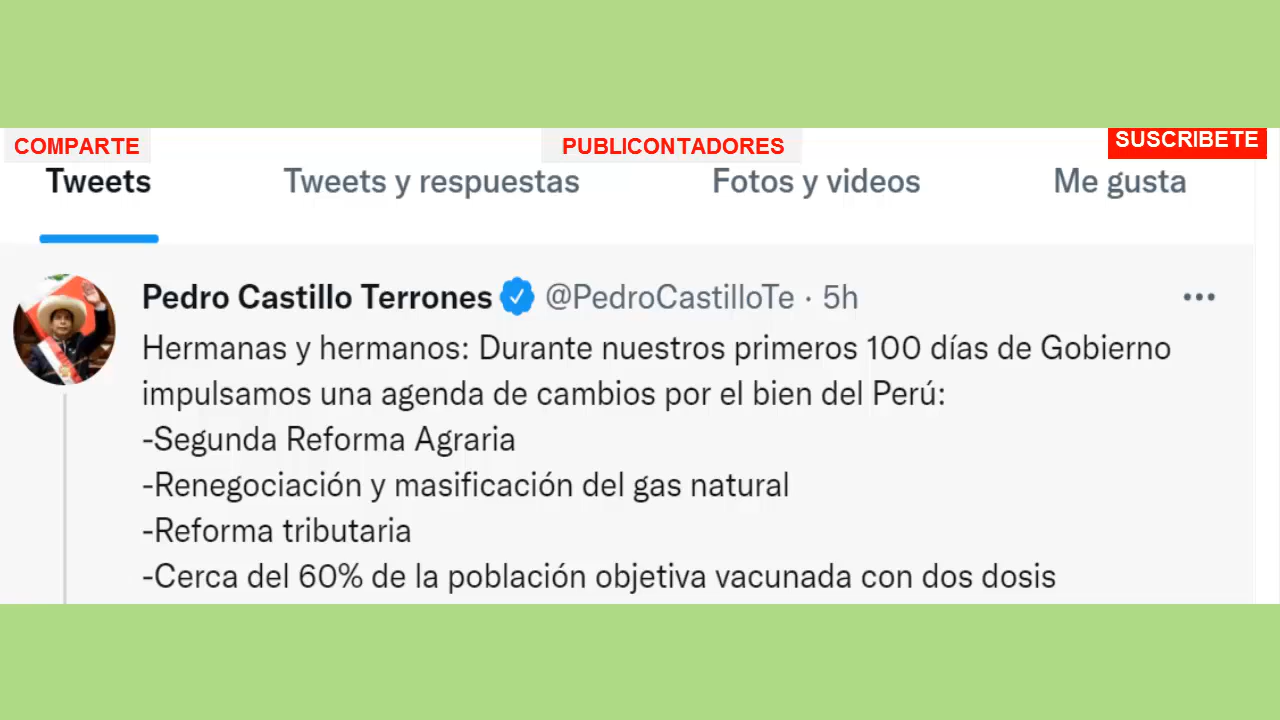 COMPARTE
PUBLICONTADORES
SUSCRIBETE
Tweets
Tweets y respuestas
Fotos y videos
Me gusta
Pedro Castillo Terrones @PedroCastilloTe · 5h
Hermanas y hermanos: Durante nuestros primeros 100 días de Gobierno
impulsamos una agenda de cambios por el bien del Perú:
-Segunda Reforma Agraria
-Renegociación y masificación del gas natural
-Reforma tributaria
-Cerca del 60% de la población objetiva vacunada con dos dosis